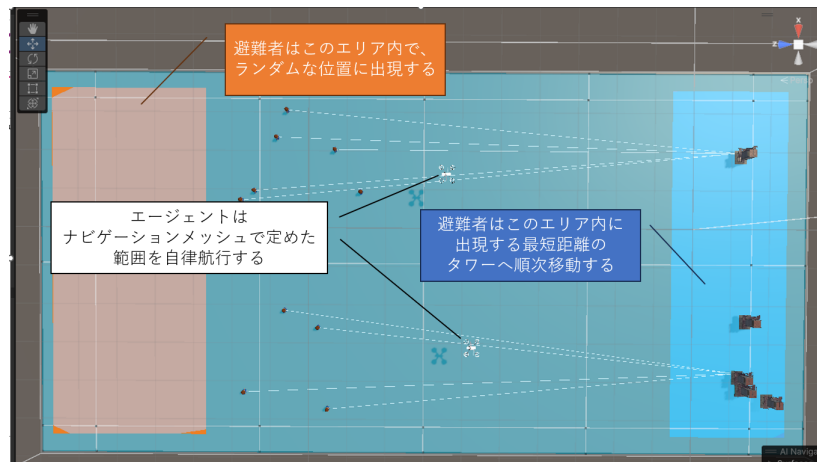 避難者はこのエリア内で、
ランダムな位置に出現する
x
z
エージェントは
ナビゲーションメッシュで定めた
範囲を自律航行する
避難者はこのエリア内に
出現する最短距離の
タワーへ順次移動する
AI Naviga